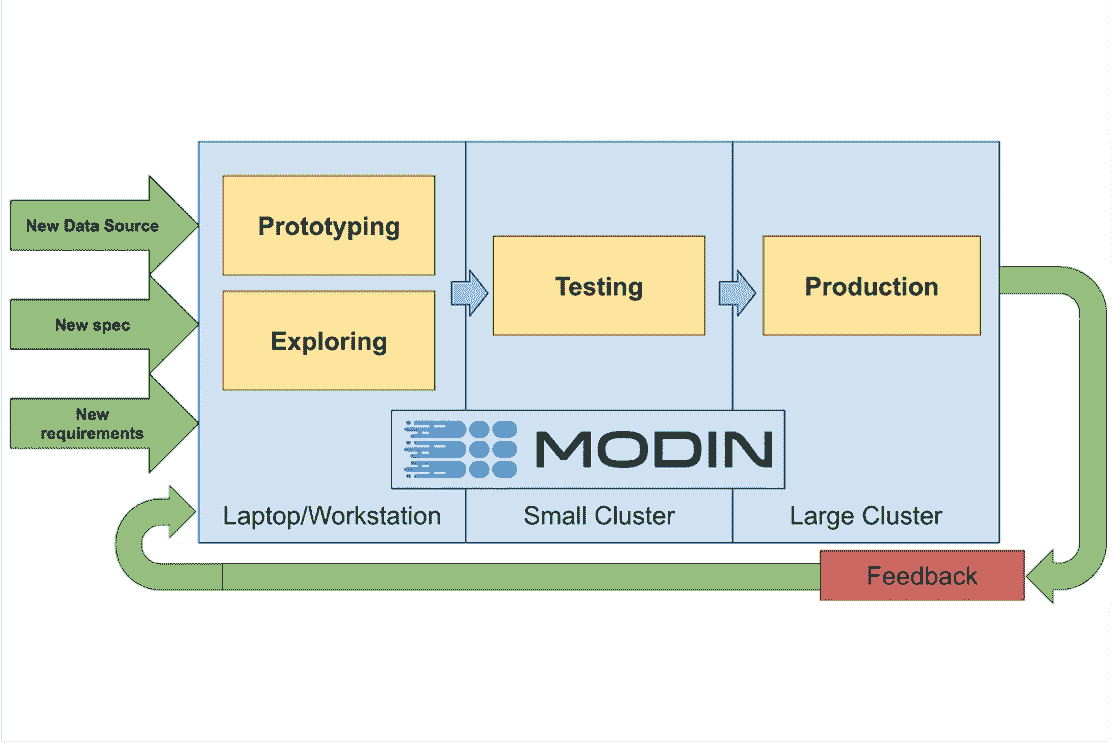 New Data Source
New spec
New
requirements
Prototyping
Exploring
Testing
Production
MODIN
Laptop/Workstation
Small Cluster
Large Cluster
Feedback